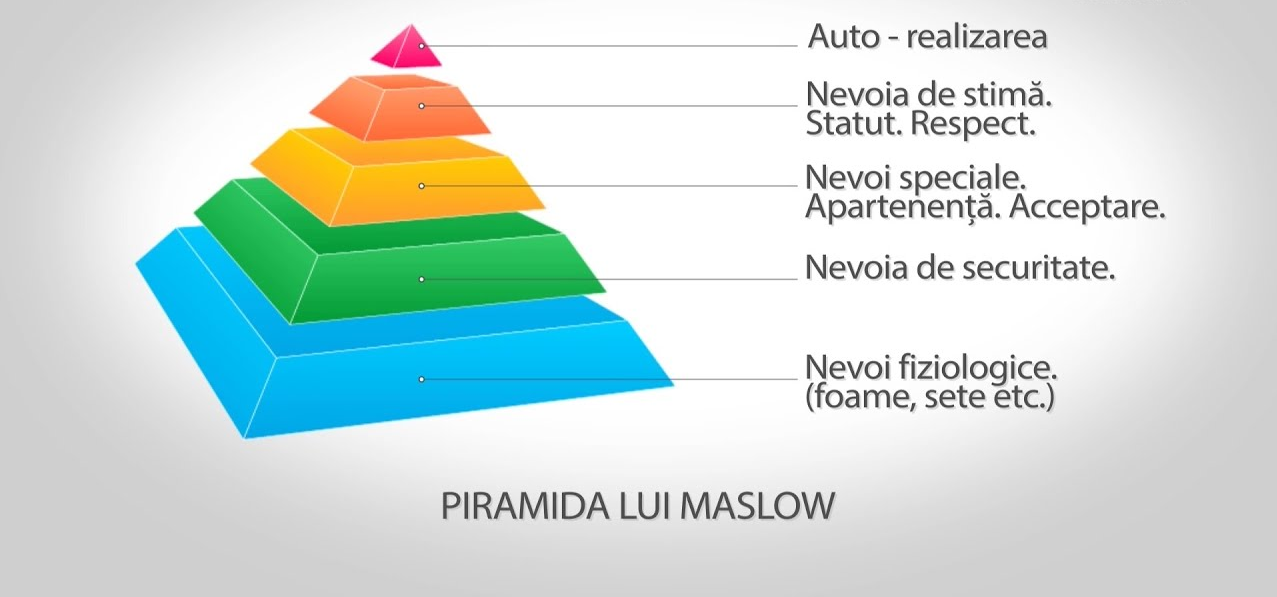 Auto - realizarea
Nevoia de stimă.
Statut. Respect.
Nevoi speciale.
Apartenență. Acceptare.
Nevoia de securitate.
Nevoi fiziologice.
(foame, sete etc.)
PIRAMIDA LUI MASLOW